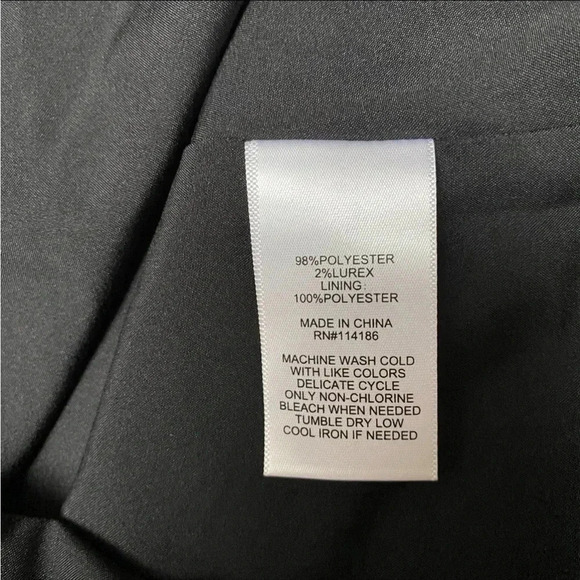 98%POLYESTER
2%LUREX
LINING:
100%POLYESTER
MADE IN CHINA
RN#114186
MACHINE WASH COLD
WITH LIKE COLORS
DELICATE CYCLE
ONLY NON-CHLORINE
BLEACH WHEN NEEDED
TUMBLE DRY LOW
COOL IRON IF NEEDED